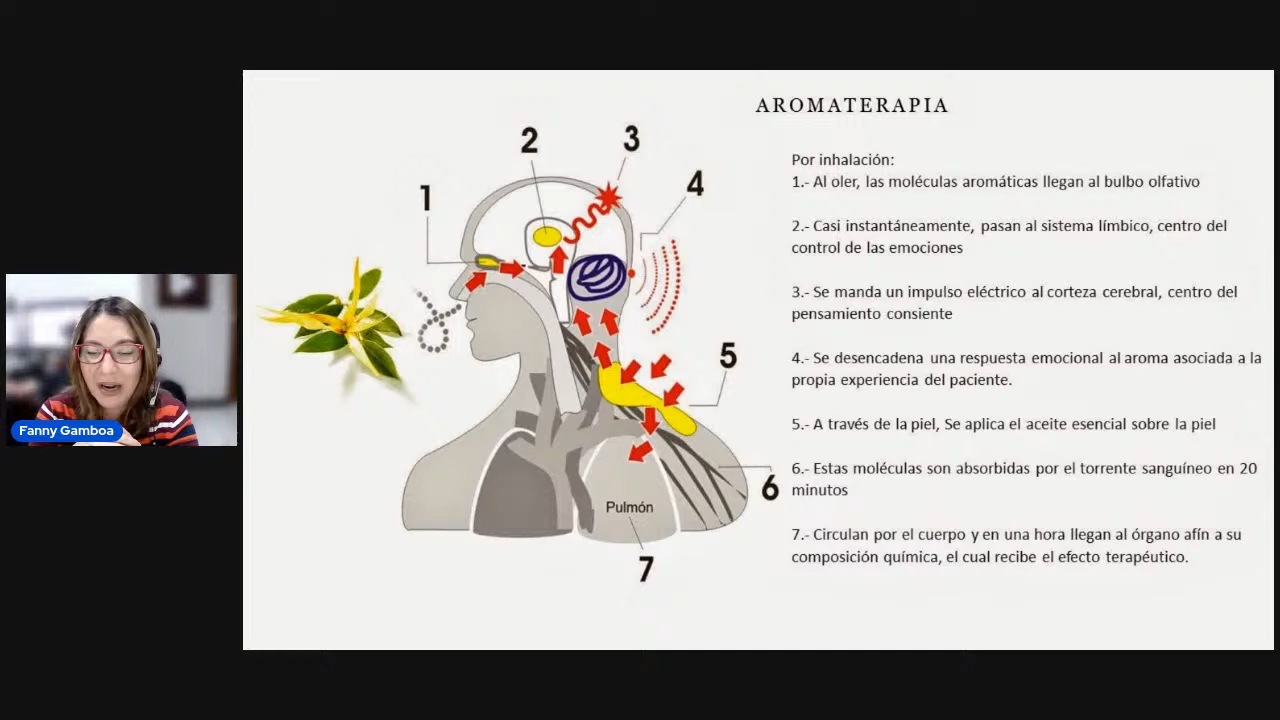 AROMATERAPIA
1
2
3
4
5
6
7
Pulmón
Por inhalación:
1.- Al oler, las moléculas aromáticas llegan al bulbo olfativo
2.- Casi instantáneamente, pasan al sistema límbico, centro del
control de las emociones
3.- Se manda un impulso eléctrico al corteza cerebral, centro del
pensamiento consiente
4.- Se desencadena una respuesta emocional al aroma asociada a la
propia experiencia del paciente.
5.- A través de la piel, Se aplica el aceite esencial sobre la piel
6.- Estas moléculas son absorbidas por el torrente sanguíneo en 20
minutos
7.- Circulan por el cuerpo y en una hora llegan al órgano afín a su
composición química, el cual recibe el efecto terapéutico.
Fanny Gamboa